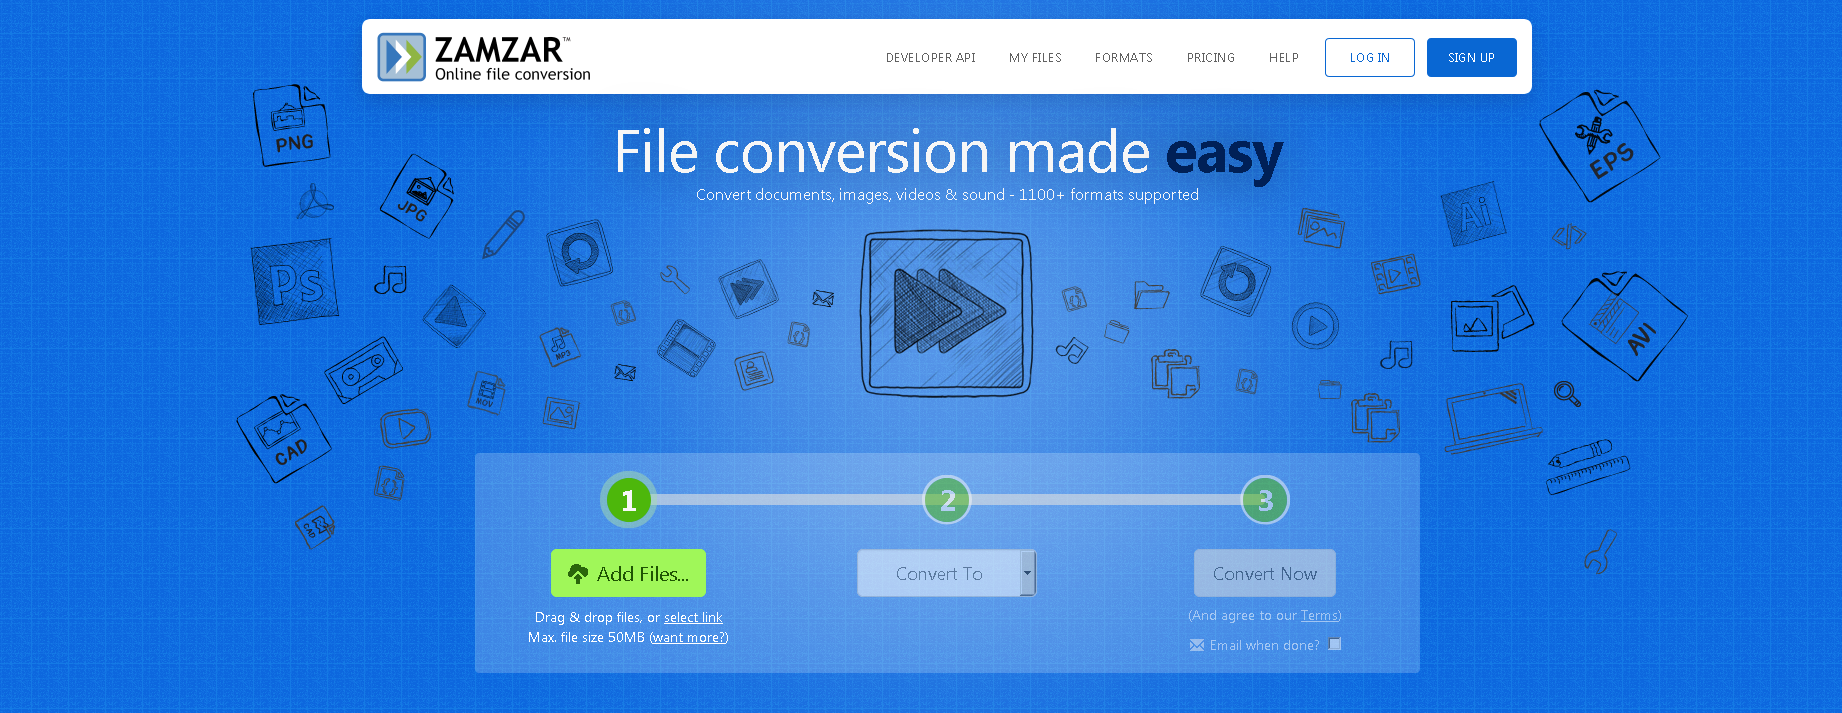 ZAMZAR™
Online file conversion
DEVELOPER API
MY FILES
FORMATS
PRICING
HELP
LOG IN
SIGN UP
File conversion made easy
Convert documents, images, videos & sound - 1100+ formats supported
PNG
JPG
EPS
Ai
Ps
MP3
MOV
AVI
CAD
1
2
3
Add Files...
Convert To
Convert Now
Drag & drop files, or select link
Max. file size 50MB (want more?)
(And agree to our Terms)
Email when done?